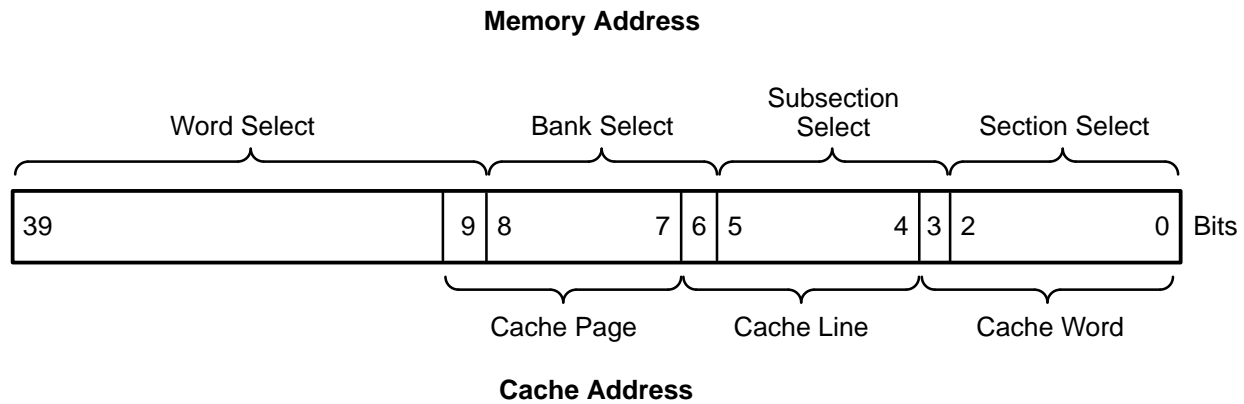 Memory Address
Subsection
Word Select Bank Select Select Section Select
39 9 8 7 6 5 4 3 2 0 Bits
Cache Page Cache Line Cache Word
Cache Address